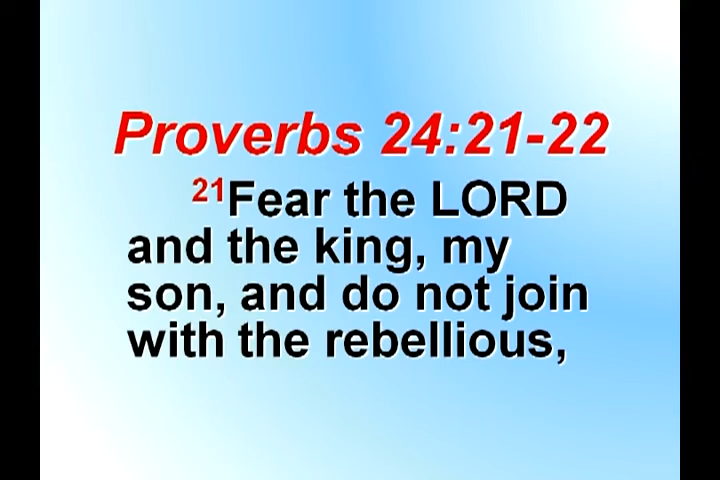 Proverbs 24:21-22
21Fear the LORD
and the king, my
son, and do not join
with the rebellious,